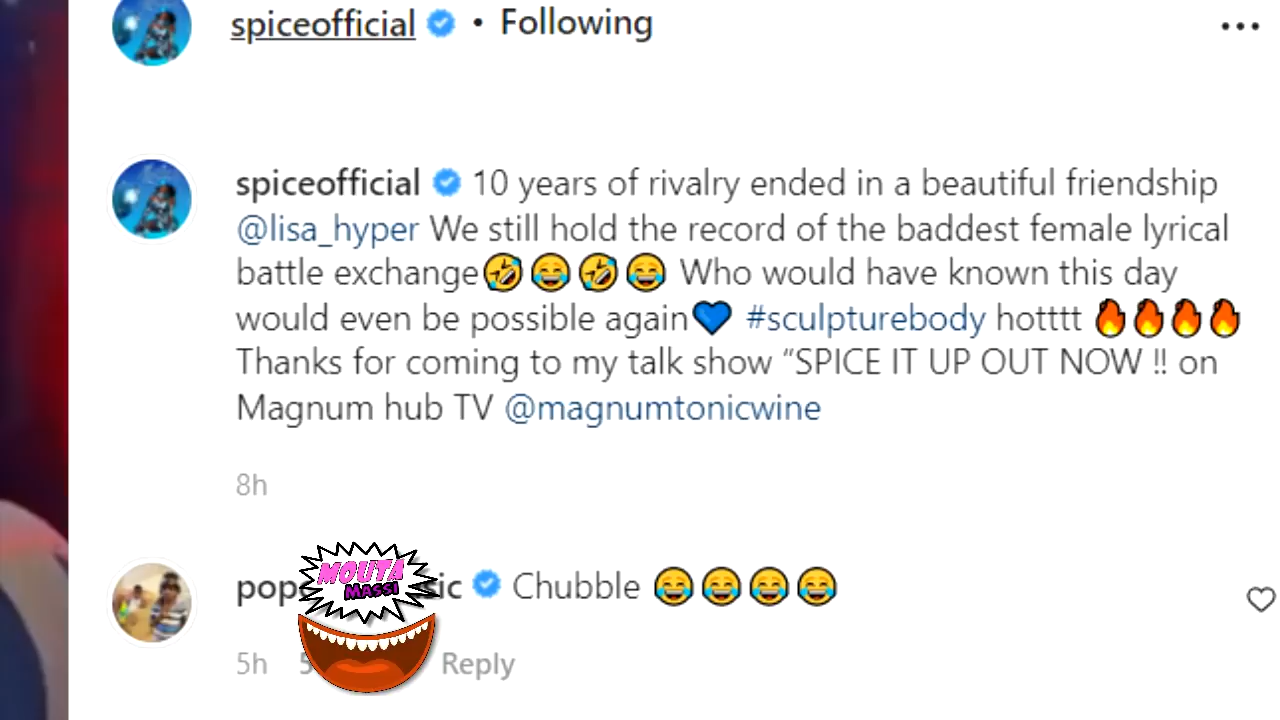 spiceofficial • Following
spiceofficial 10 years of rivalry ended in a beautiful friendship
@lisa_hyper We still hold the record of the baddest female lyrical
battle exchange🤣😂🤣😂 Who would have known this day
would even be possible again💙 #sculpturebody hotttt 🔥🔥🔥🔥
Thanks for coming to my talk show “SPICE IT UP OUT NOW ‼ on
Magnum hub TV @magnumtonicwine
8h
Chubble 😂😂😂😂
MOUTA
MASSI
5h Reply